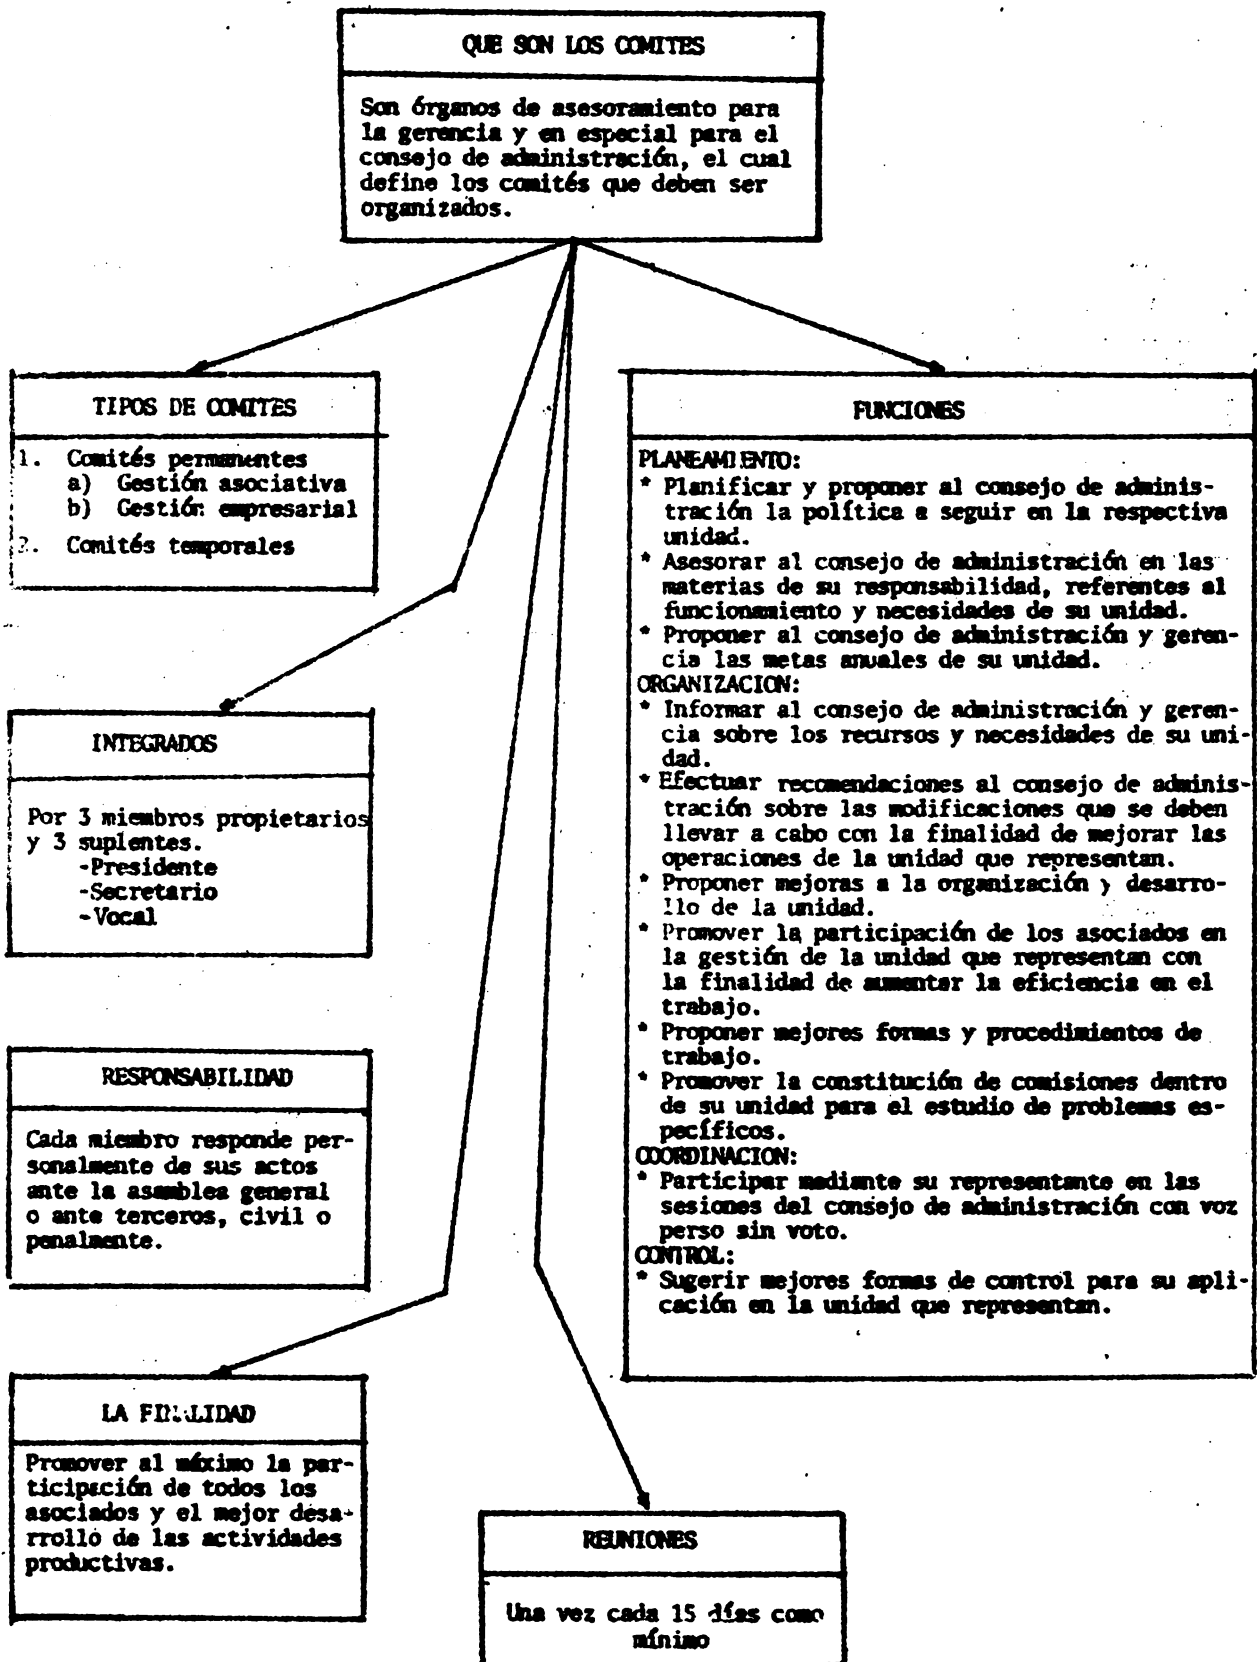 QUE SON LOS COMITES
Son órganos de asesoramiento para
la gerencia y en especial para el
consejo de administración, el cual
define los comités que deben ser
organizados.
TIPOS DE COMITES
1. Comités permanentes
a) Gestión asociativa
b) Gestión empresarial
2. Comités temporales
INTEGRADOS
Por 3 miembros propietarios
y 3 suplentes.
-Presidente
-Secretario
-Vocal
RESPONSABILIDAD
Cada miembro responde per-
sonalmente de sus actos
ante la asamblea general
o ante terceros, civil o
penalmente.
LA FINALIDAD
Promover al máximo la par-
ticipación de todos los
asociados y el mejor desa-
rrollo de las actividades
productivas.
REUNIONES
Una vez cada 15 días como
mínimo
FUNCIONES
PLANEAMIENTO:
* Planificar y proponer al consejo de adminis-
tración la política a seguir en la respectiva
unidad.
* Asesorar al consejo de administración en las
materias de su responsabilidad, referentes al
funcionamiento y necesidades de su unidad.
* Proponer al consejo de administración y geren-
cia las metas anuales de su unidad.
ORGANIZACION:
* Informar al consejo de administración y geren-
cia sobre los recursos y necesidades de su uni-
dad.
* Efectuar recomendaciones al consejo de adminis-
tración sobre las modificaciones que se deben
llevar a cabo con la finalidad de mejorar las
operaciones de la unidad que representan.
* Proponer mejoras a la organización y desarro-
llo de la unidad.
* Promover la participación de los asociados en
la gestión de la unidad que representan con
la finalidad de aumentar la eficiencia en el
trabajo.
* Proponer mejores formas y procedimientos de
trabajo.
* Promover la constitución de comisiones dentro
de su unidad para el estudio de problemas es-
pecíficos.
COORDINACION:
* Participar mediante su representante en las
sesiones del consejo de administración con voz
perso sin voto.
CONTROL:
* Sugerir mejores formas de control para su apli-
cación en la unidad que representan.